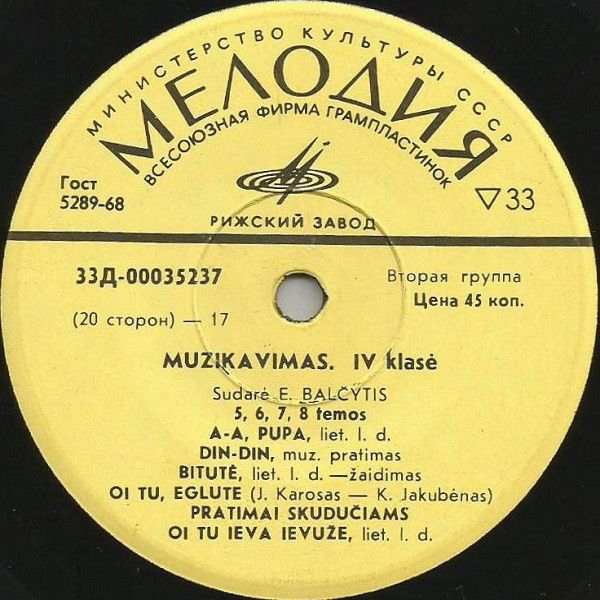 МИНИСТЕРСТВО КУЛЬТУРЫ СССР
МЕЛОДИЯ
ВСЕСОЮЗНАЯ ФИРМА ГРАМПЛАСТИНОК
Гост
5289-68
▽33
РИЖСКИЙ ЗАВОД
33Д-00035237
Вторая группа
Цена 45 коп.
(20 сторон) — 17
MUZIKAVIMAS. IV klasė
Sudarė E. BALČYTIS
5, 6, 7, 8 temos
A-A, PUPA, liet. l. d.
DIN-DIN, muz. pratimas
BITUTĖ, liet. l. d. —žaidimas
OI TU, EGLUTE (J. Karosas — K. Jakubėnas)
PRATIMAI SKUDUČIAMS
OI TU IEVA IEVUŽE, liet. l. d.